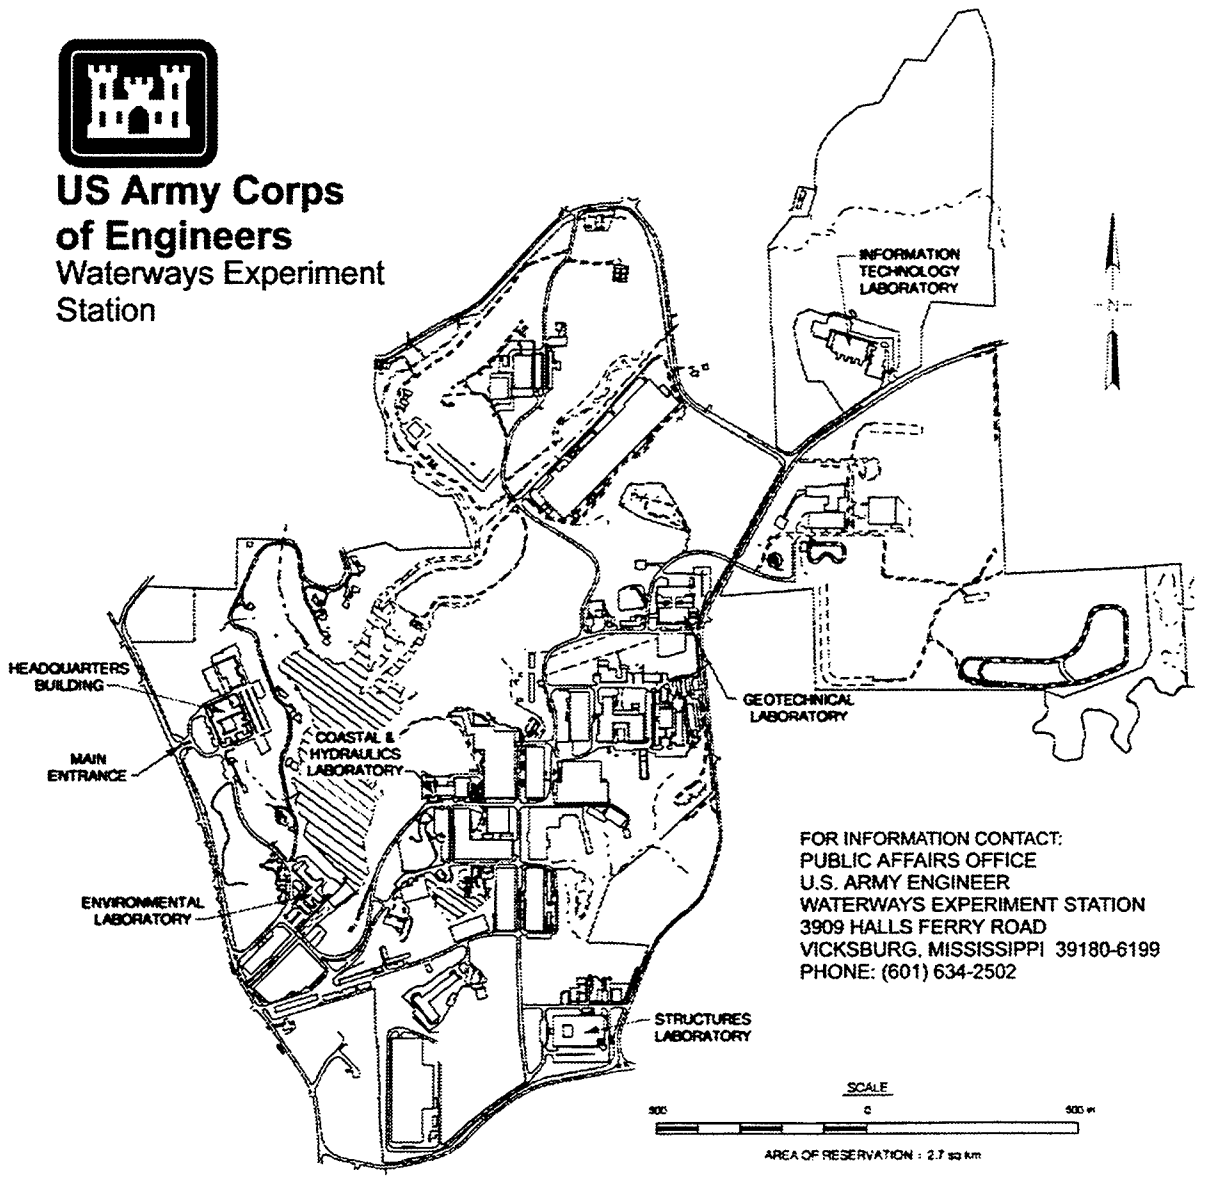 US Army Corps
of Engineers
Waterways Experiment
Station
INFORMATION
TECHNOLOGY
LABORATORY
N
HEADQUARTERS
BUILDING
MAIN
ENTRANCE
COASTAL &
HYDRAULICS
LABORATORY
GEOTECHNICAL
LABORATORY
ENVIRONMENTAL
LABORATORY
STRUCTURES
LABORATORY
FOR INFORMATION CONTACT:
PUBLIC AFFAIRS OFFICE
U.S. ARMY ENGINEER
WATERWAYS EXPERIMENT STATION
3909 HALLS FERRY ROAD
VICKSBURG, MISSISSIPPI 39180-6199
PHONE: (601) 634-2502
SCALE
500 0 500 m
AREA OF RESERVATION : 2.7 sq km